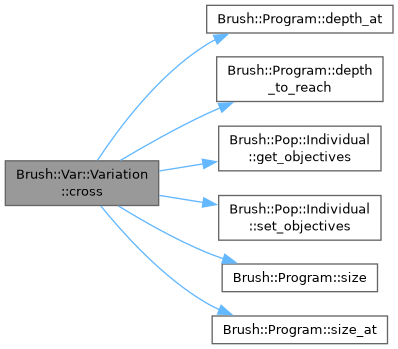 Brush::Program::depth_at
Brush::Program::depth
_to_reach
Brush::Pop::Individual
::get_objectives
Brush::Var::Variation
::cross
Brush::Pop::Individual
::set_objectives
Brush::Program::size
Brush::Program::size_at